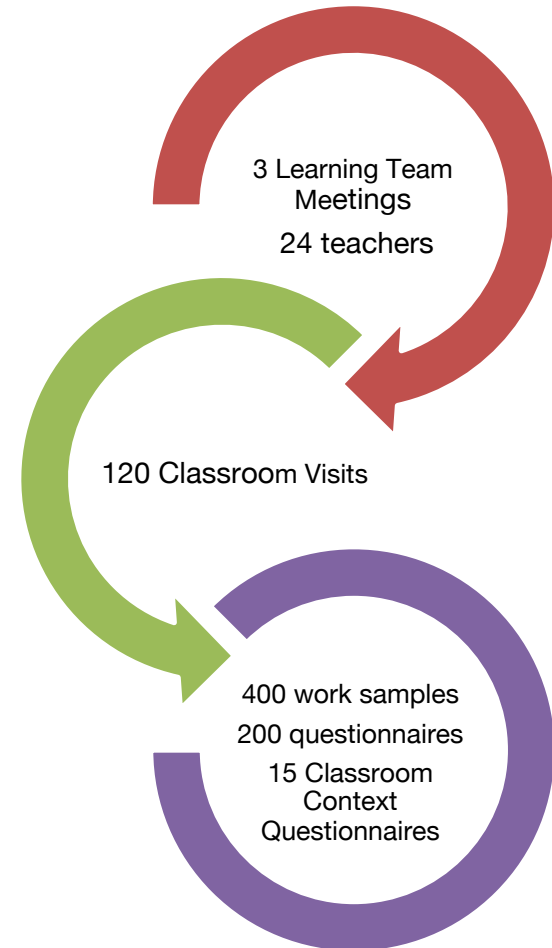 3 Learning Team
Meetings
24 teachers
120 Classroom Visits
400 work samples
200 questionnaires
15 Classroom
Context
Questionnaires